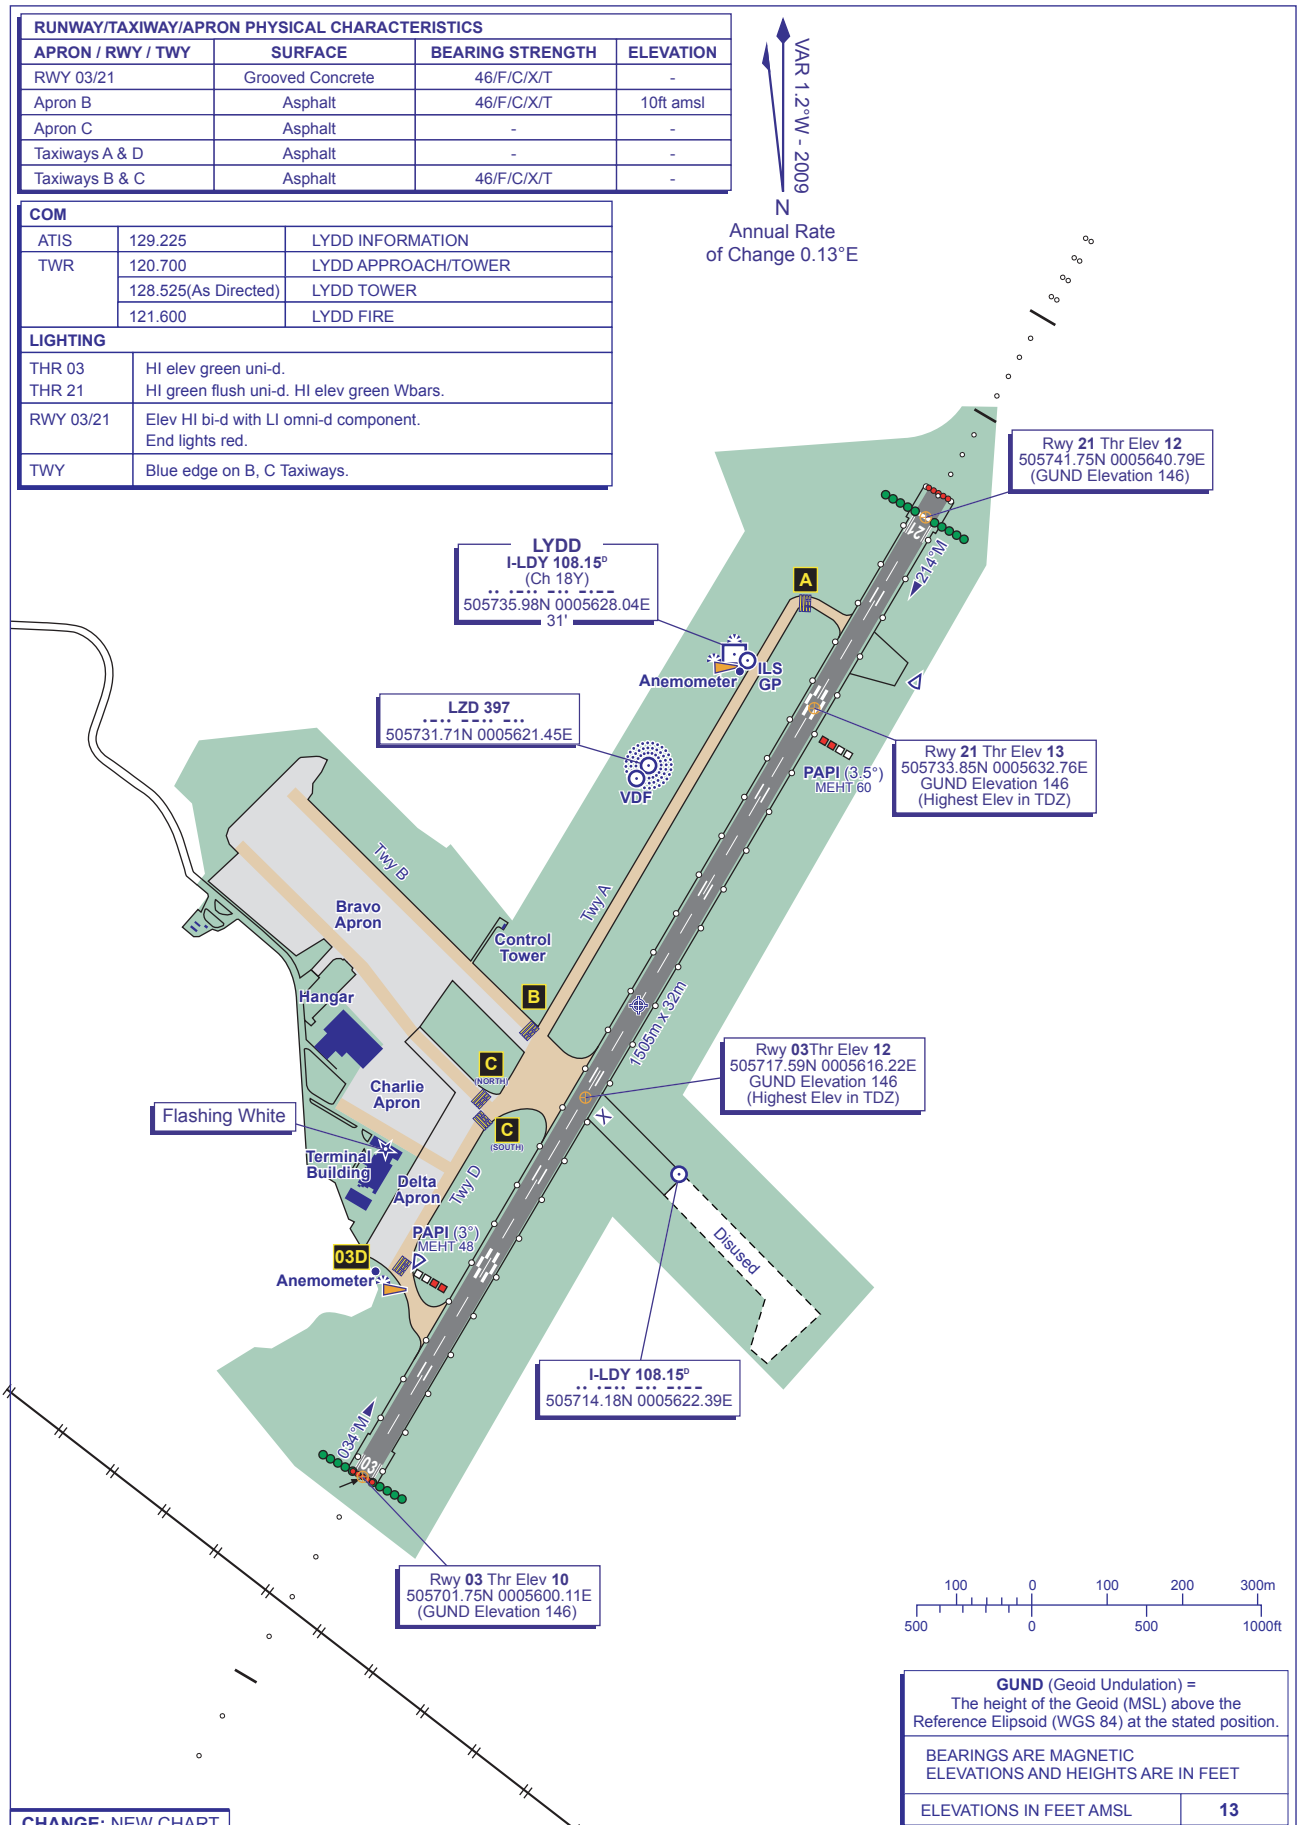 RUNWAY/TAXIWAY/APRON PHYSICAL CHARACTERISTICS
APRON / RWY / TWY SURFACE BEARING STRENGTH ELEVATION
RWY 03/21 Grooved Concrete 46/F/C/X/T -
Apron B Asphalt 46/F/C/X/T 10ft amsl
Apron C Asphalt - -
Taxiways A & D Asphalt - -
Taxiways B & C Asphalt 46/F/C/X/T -
COM
ATIS 129.225 LYDD INFORMATION
TWR 120.700 LYDD APPROACH/TOWER
128.525(As Directed) LYDD TOWER
121.600 LYDD FIRE
LIGHTING
THR 03 HI elev green uni-d.
THR 21 HI green flush uni-d. HI elev green Wbars.
RWY 03/21 Elev HI bi-d with LI omni-d component.
End lights red.
TWY Blue edge on B, C Taxiways.
VAR 1.2°W - 2009
N
Annual Rate
of Change 0.13°E
Rwy 21 Thr Elev 12
505741.75N 0005640.79E
(GUND Elevation 146)
21
214°M
LYDD
I-LDY 108.15D
(Ch 18Y)
505735.98N 0005628.04E
31'
A
Anemometer
ILS
GP
LZD 397
505731.71N 0005621.45E
VDF
PAPI (3.5°)
MEHT 60
Rwy 21 Thr Elev 13
505733.85N 0005632.76E
GUND Elevation 146
(Highest Elev in TDZ)
Twy B
Twy A
Bravo
Apron
Control
Tower
B
Hangar
1505m x 32m
C
(NORTH)
Charlie
Apron
Rwy 03Thr Elev 12
505717.59N 0005616.22E
GUND Elevation 146
(Highest Elev in TDZ)
X
Flashing White
C
(SOUTH)
Terminal
Building
Delta
Apron
Twy D
PAPI (3°)
MEHT 48
Disused
03D
Anemometer
I-LDY 108.15D
505714.18N 0005622.39E
034°M
03
Rwy 03 Thr Elev 10
505701.75N 0005600.11E
(GUND Elevation 146)
100 0 100 200 300m
500 0 500 1000ft
GUND (Geoid Undulation) =
The height of the Geoid (MSL) above the
Reference Elipsoid (WGS 84) at the stated position.
BEARINGS ARE MAGNETIC
ELEVATIONS AND HEIGHTS ARE IN FEET
ELEVATIONS IN FEET AMSL 13
CHANGE: NEW CHART